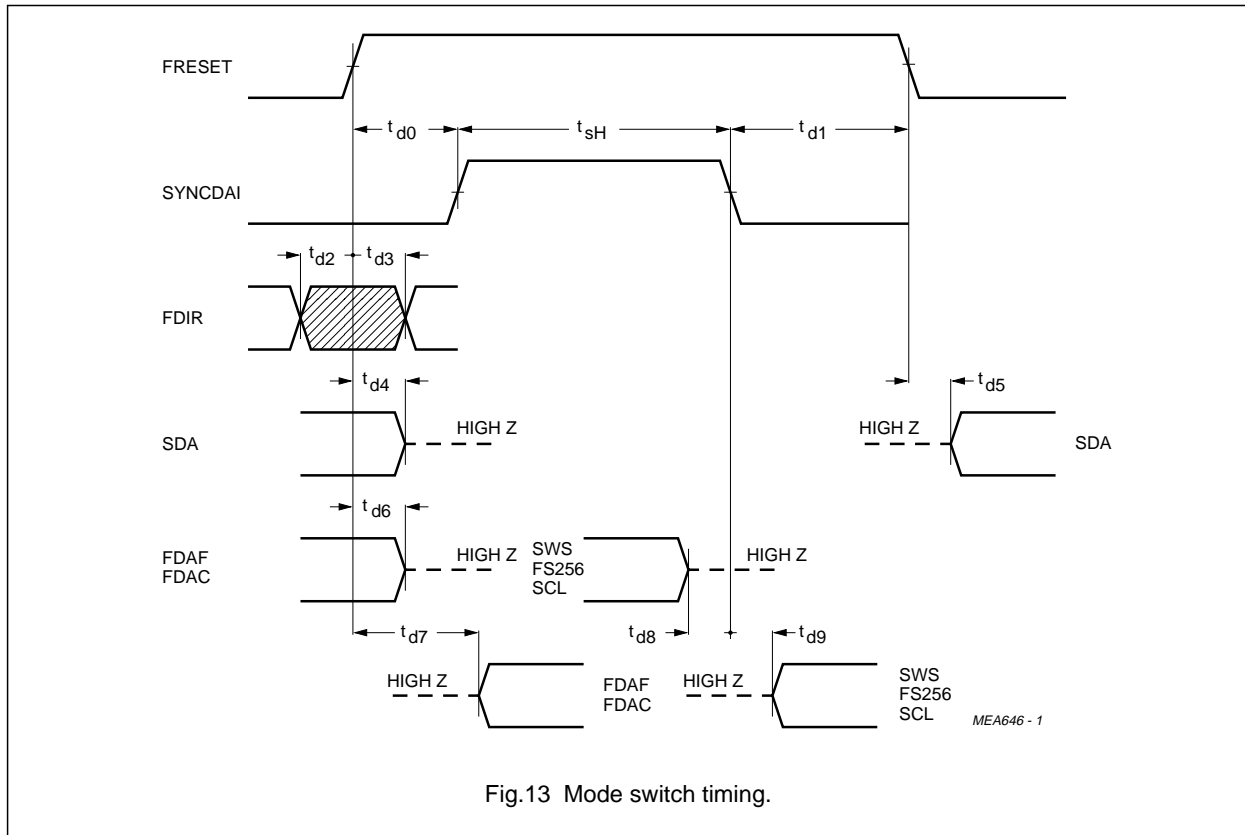 FRESET
t d0
t sH
t d1
SYNCDAI
t d2
t d3
FDIR
t d4
t d5
SDA
HIGH Z
HIGH Z
SDA
t d6
FDAF
FDAC
HIGH Z
SWS
FS256
SCL
HIGH Z
t d7
t d8
t d9
HIGH Z
FDAF
FDAC
HIGH Z
SWS
FS256
SCL
MEA646 - 1
Fig.13 Mode switch timing.